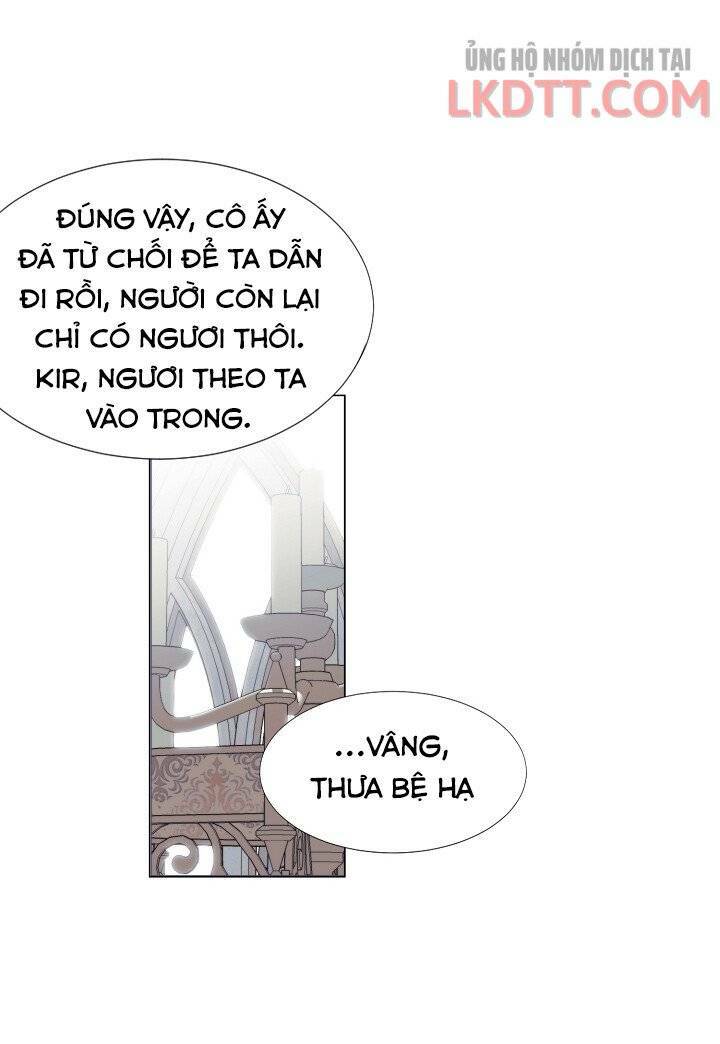 ỦNG HỘ NHÓM DỊCH TẠI
LKDTT.COM
ĐÚNG VẬY, CÔ ẤY
ĐÃ TỪ CHỐI ĐỂ TA DẪN
ĐI RỒI, NGƯỜI CÒN LẠI
CHỈ CÓ NGƯƠI THÔI.
KIR, NGƯƠI THEO TA
VÀO TRONG.
...VÂNG,
THƯA BỆ HẠ